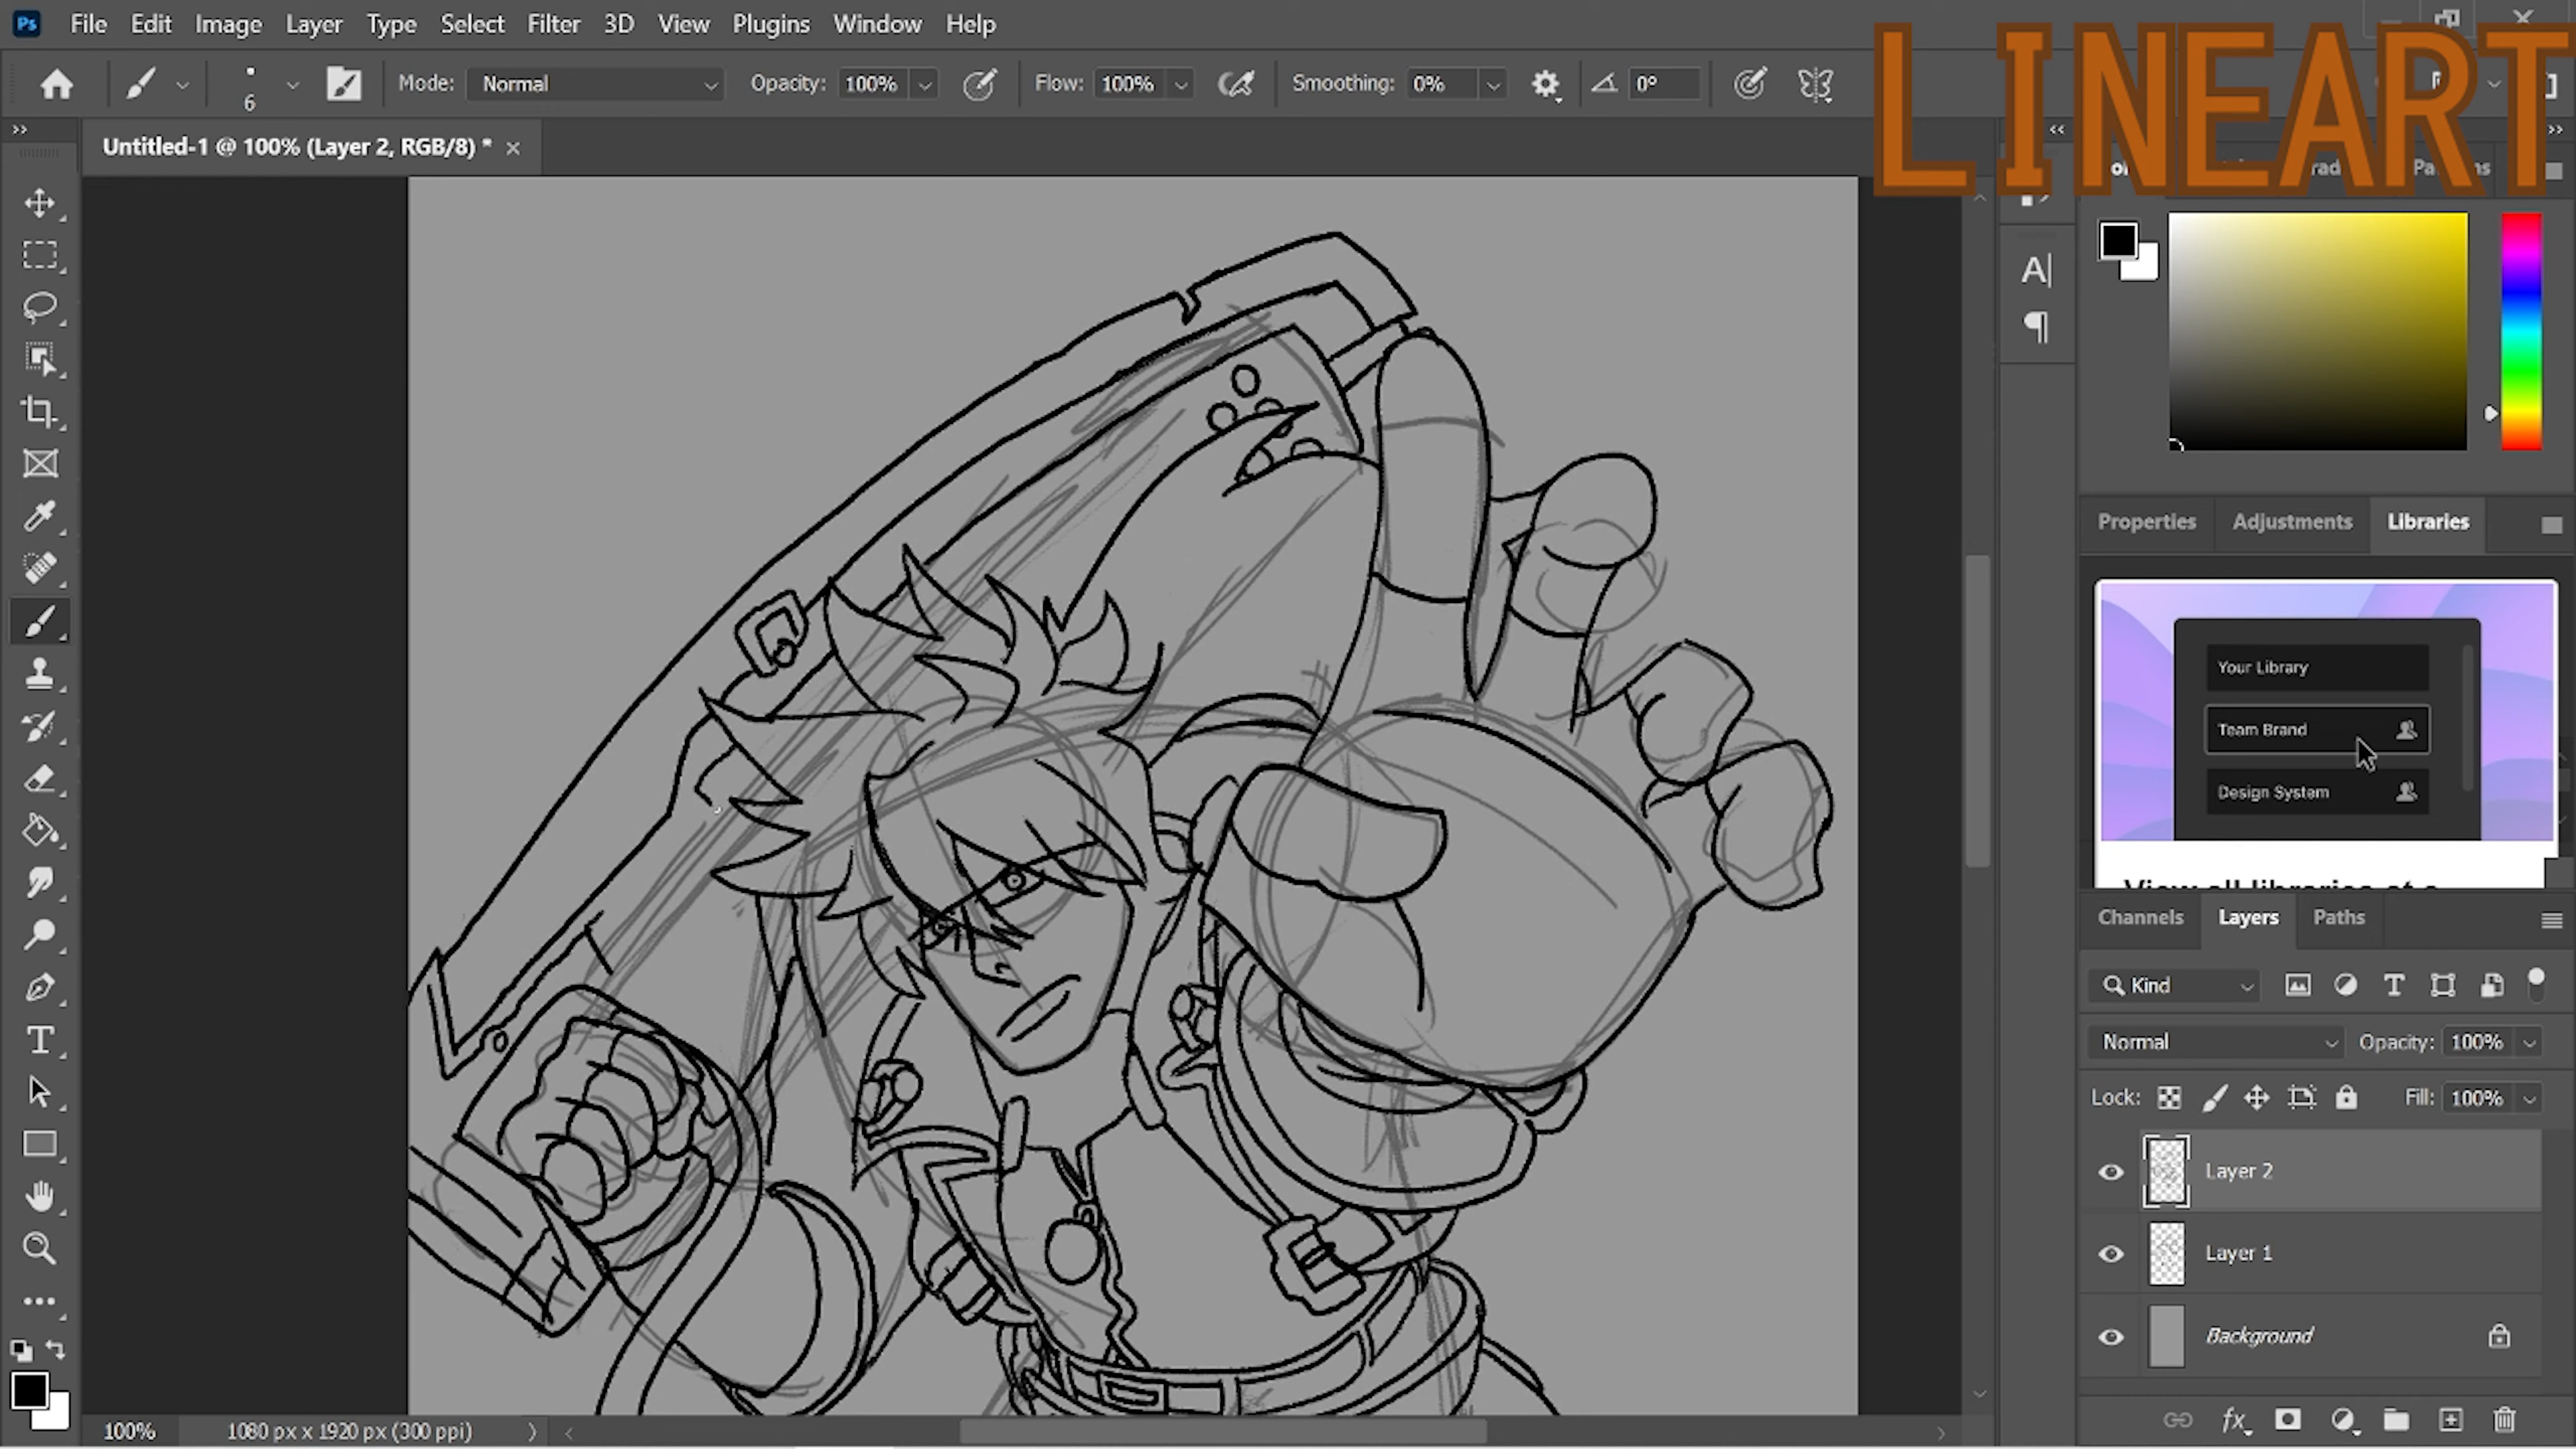 Ps File Edit Image Layer Type Select Filter 3D View Plugins Window Help
LINEART
6 Mode: Normal Opacity: 100% Flow: 100% Smoothing: 0% 0°
Untitled-1 @ 100% (Layer 2, RGB/8) * ×
A|
¶
Properties Adjustments Libraries
Your Library
Team Brand
Design System
Channels Layers Paths
Kind T
Normal Opacity: 100%
Lock: Fill: 100%
Layer 2
Layer 1
Background
T
fx
100% 1080 px x 1920 px (300 ppi)